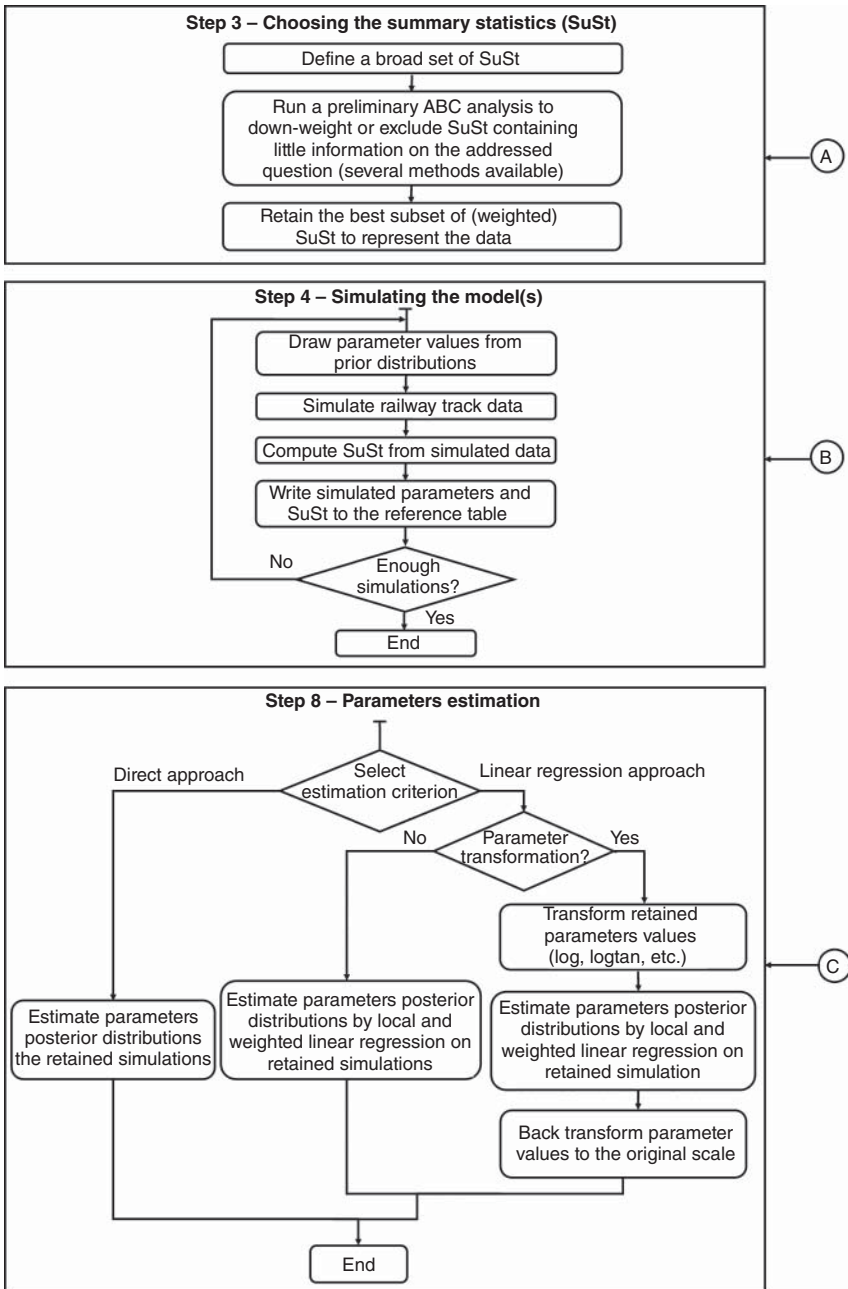 Step 3 – Choosing the summary statistics (SuSt)
Define a broad set of SuSt
Run a preliminary ABC analysis to
down-weight or exclude SuSt containing
little information on the addressed
question (several methods available)
Retain the best subset of (weighted)
SuSt to represent the data
A
Step 4 – Simulating the model(s)
Draw parameter values from
prior distributions
Simulate railway track data
Compute SuSt from simulated data
Write simulated parameters and
SuSt to the reference table
No
Enough
simulations?
Yes
End
B
Step 8 – Parameters estimation
Direct approach
Select
estimation criterion
Linear regression approach
No
Parameter
transformation?
Yes
Transform retained
parameters values
(log, logtan, etc.)
Estimate parameters
posterior distributions
the retained simulations
Estimate parameters posterior
distributions by local and
weighted linear regression on
retained simulations
Estimate parameters posterior
distributions by local and
weighted linear regression on
retained simulation
Back transform parameter
values to the original scale
End
C